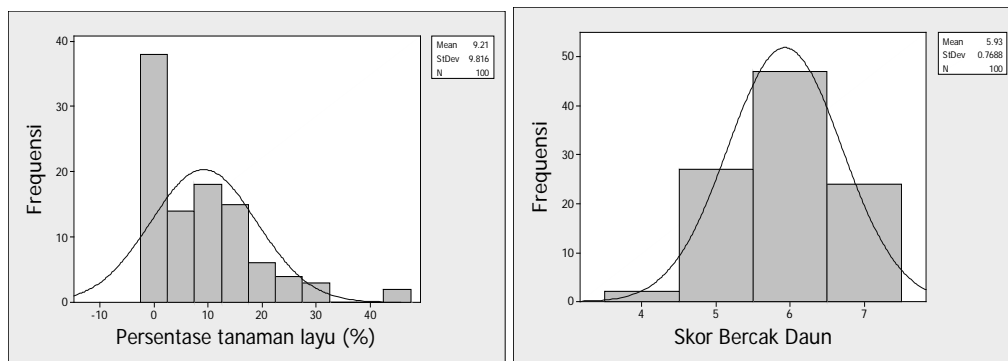 40
30
20
10
0
-10 0 10 20 30 40
Frequensi
Persentase tanaman layu (%)
Mean 9.21
StDev 9.816
N 100
50
40
30
20
10
0
4 5 6 7
Frequensi
Skor Bercak Daun
Mean 5.93
StDev 0.7688
N 100